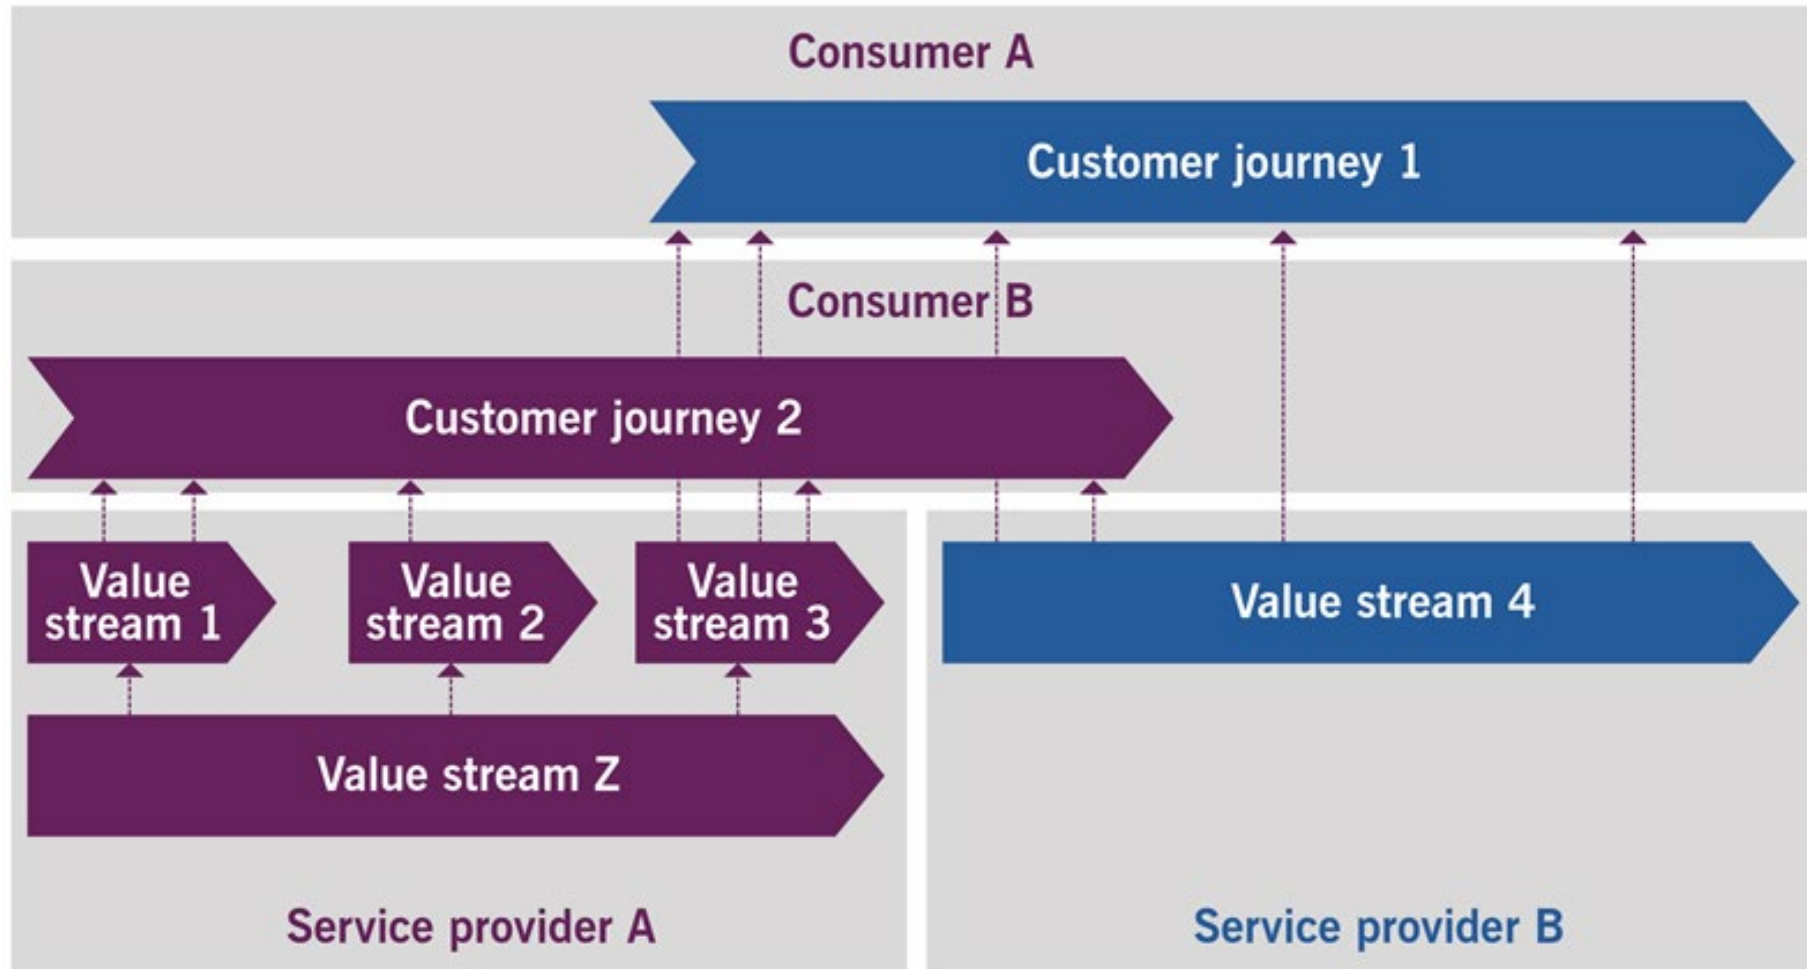 Consumer A
Customer journey 1
Consumer B
Customer journey 2
Value
stream 1
Value
stream 2
Value
stream 3
Value stream 4
Value stream Z
Service provider A
Service provider B